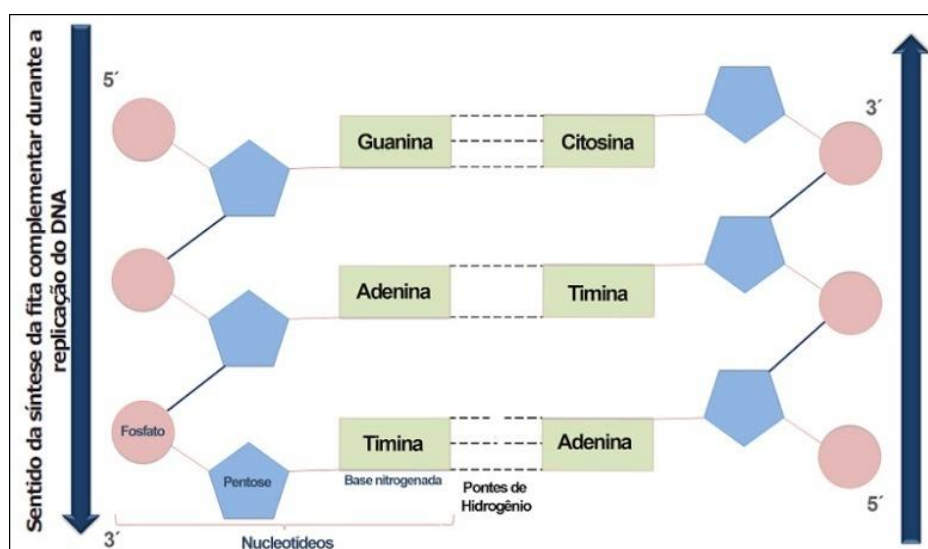 Sentido da síntese da fita complementar durante a
replicação do DNA
5´
3´
Guanina
Citosina
Adenina
Timina
Fosfato
Timina
Adenina
Pentose
Base nitrogenada
Pontes de
Hidrogênio
5´
3´
Nucleotídeos